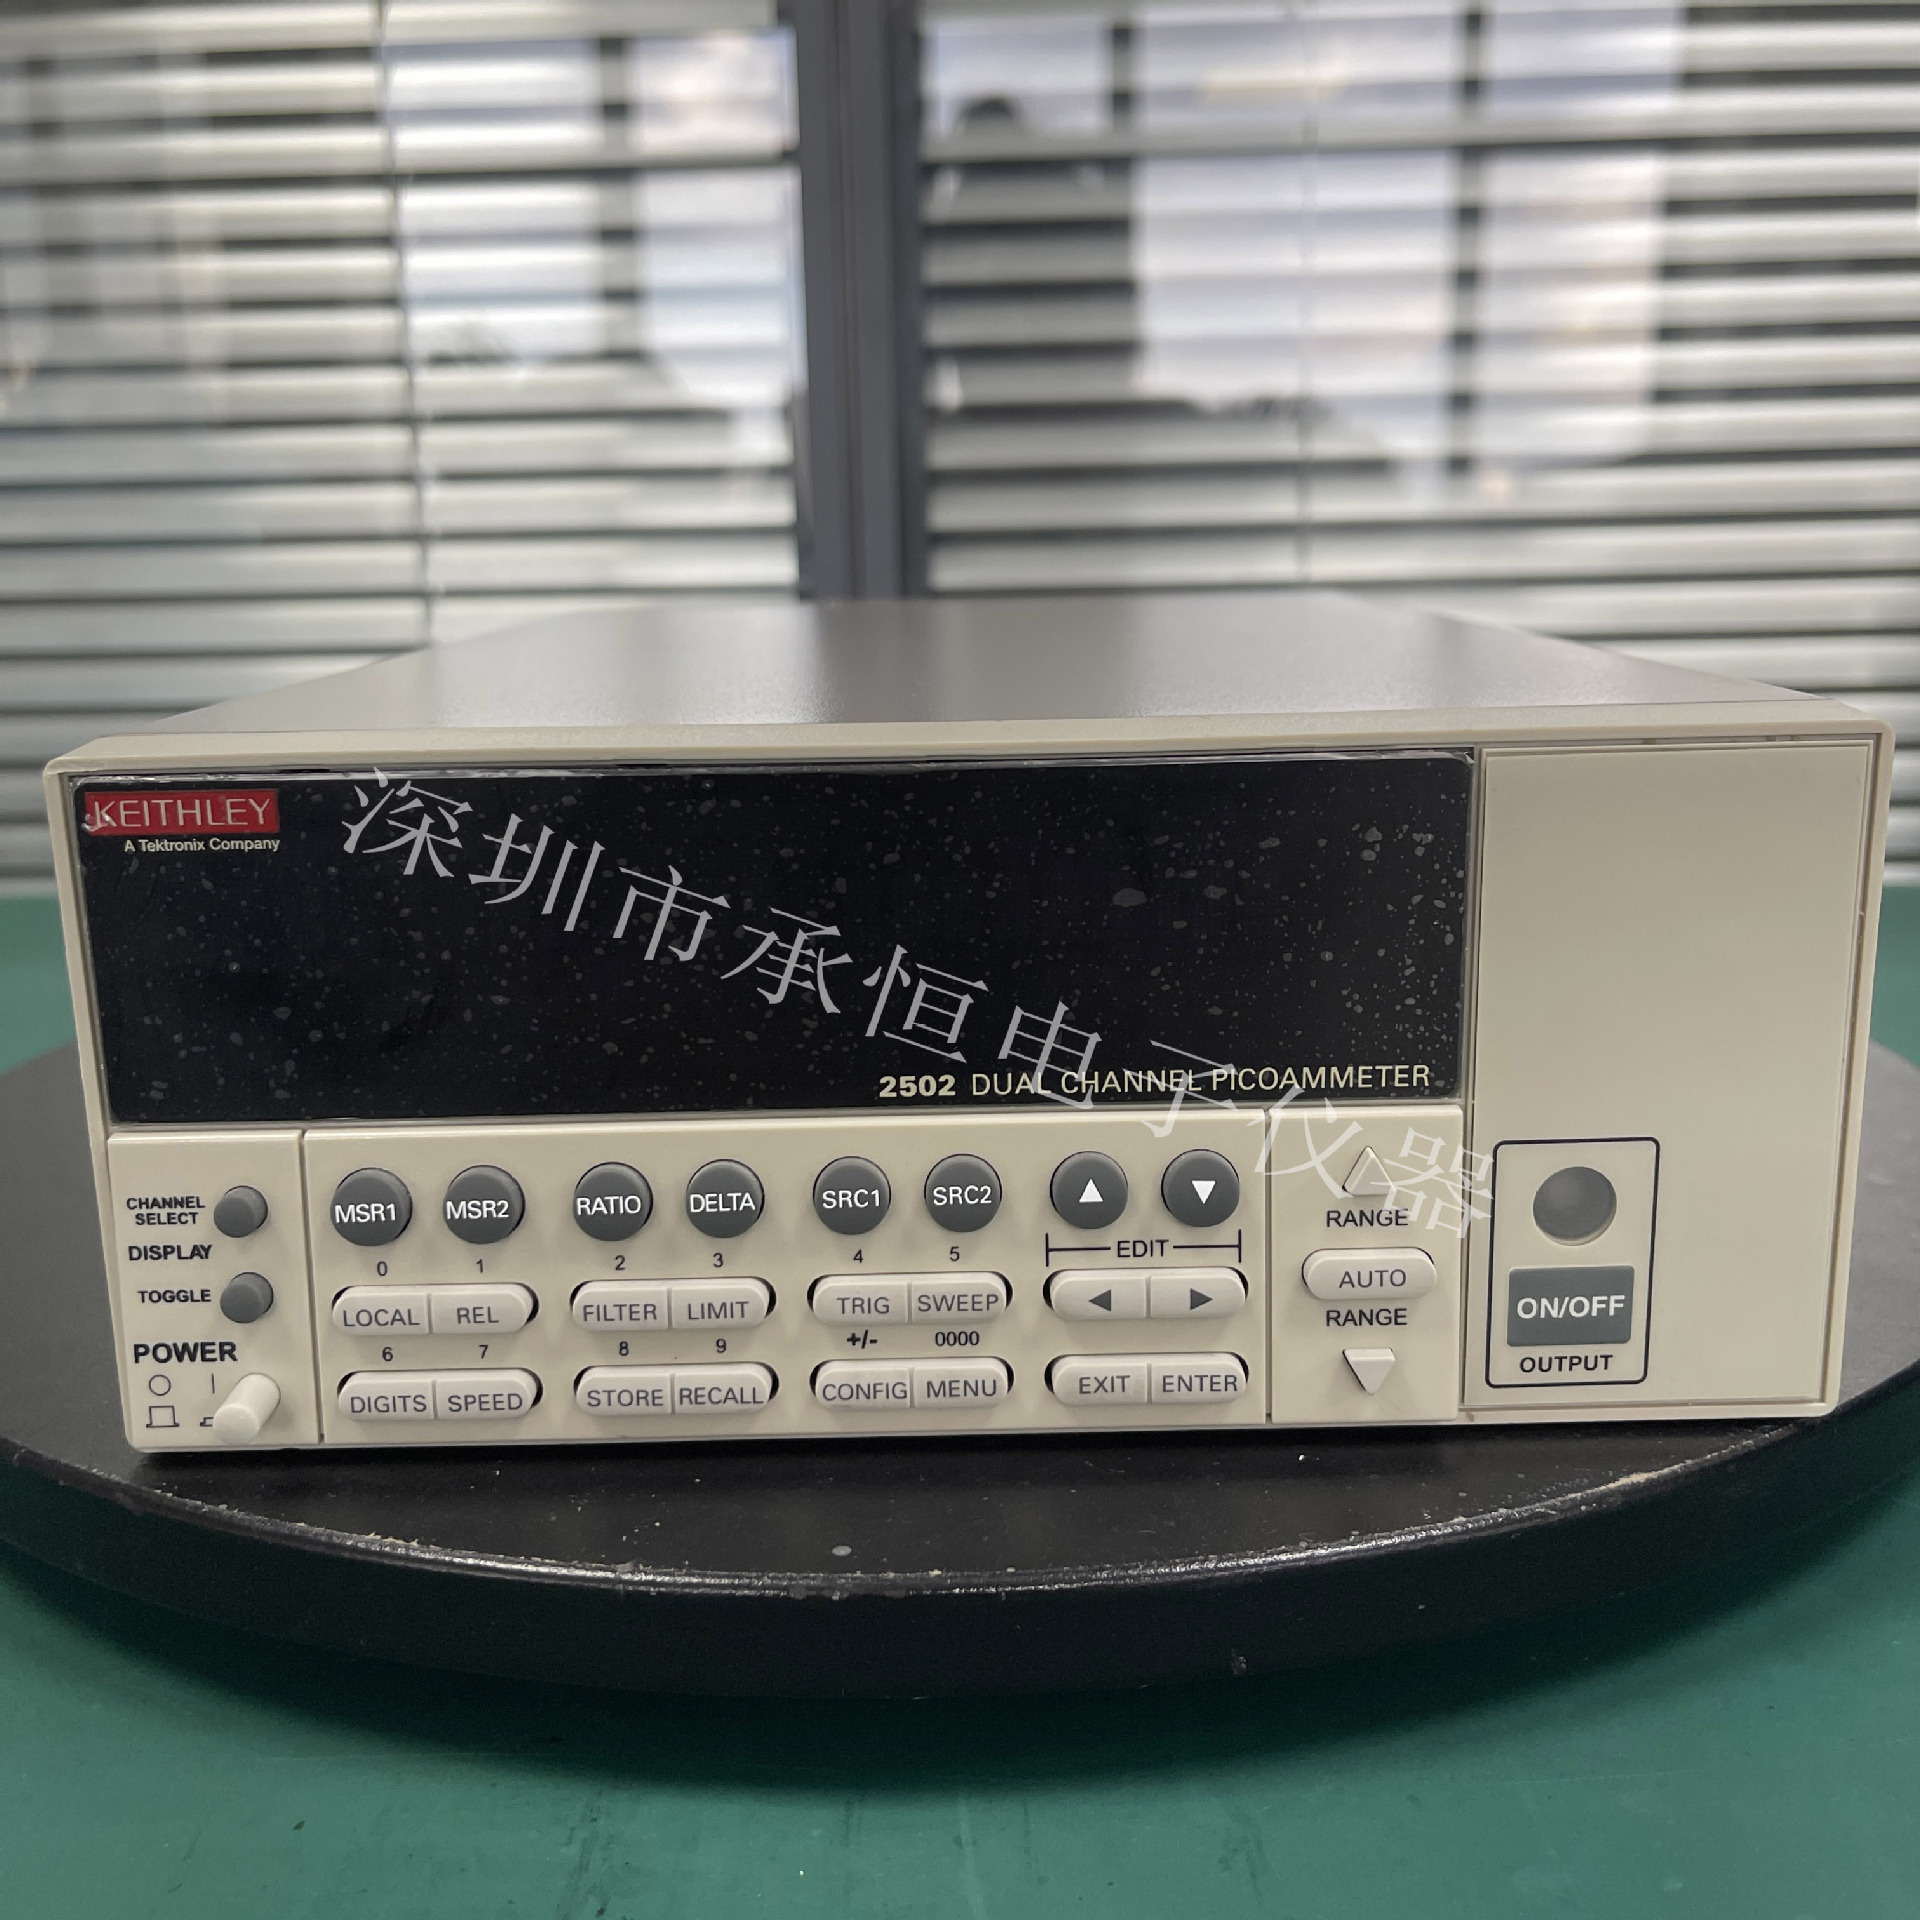 KEITHLEY
A Tektronix Company
深圳市承恒电子仪器
2502 DUAL CHANNEL PICOAMMETER
CHANNEL
SELECT
DISPLAY
TOGGLE
POWER
MSR1 MSR2 RATIO DELTA SRC1 SRC2 ▲ ▼
0 1 2 3 4 5 EDIT
LOCAL REL FILTER LIMIT TRIG SWEEP ◀ ▶
6 7 8 9 +/- 0000
DIGITS SPEED STORE RECALL CONFIG MENU EXIT ENTER
RANGE
AUTO
RANGE
ON/OFF
OUTPUT